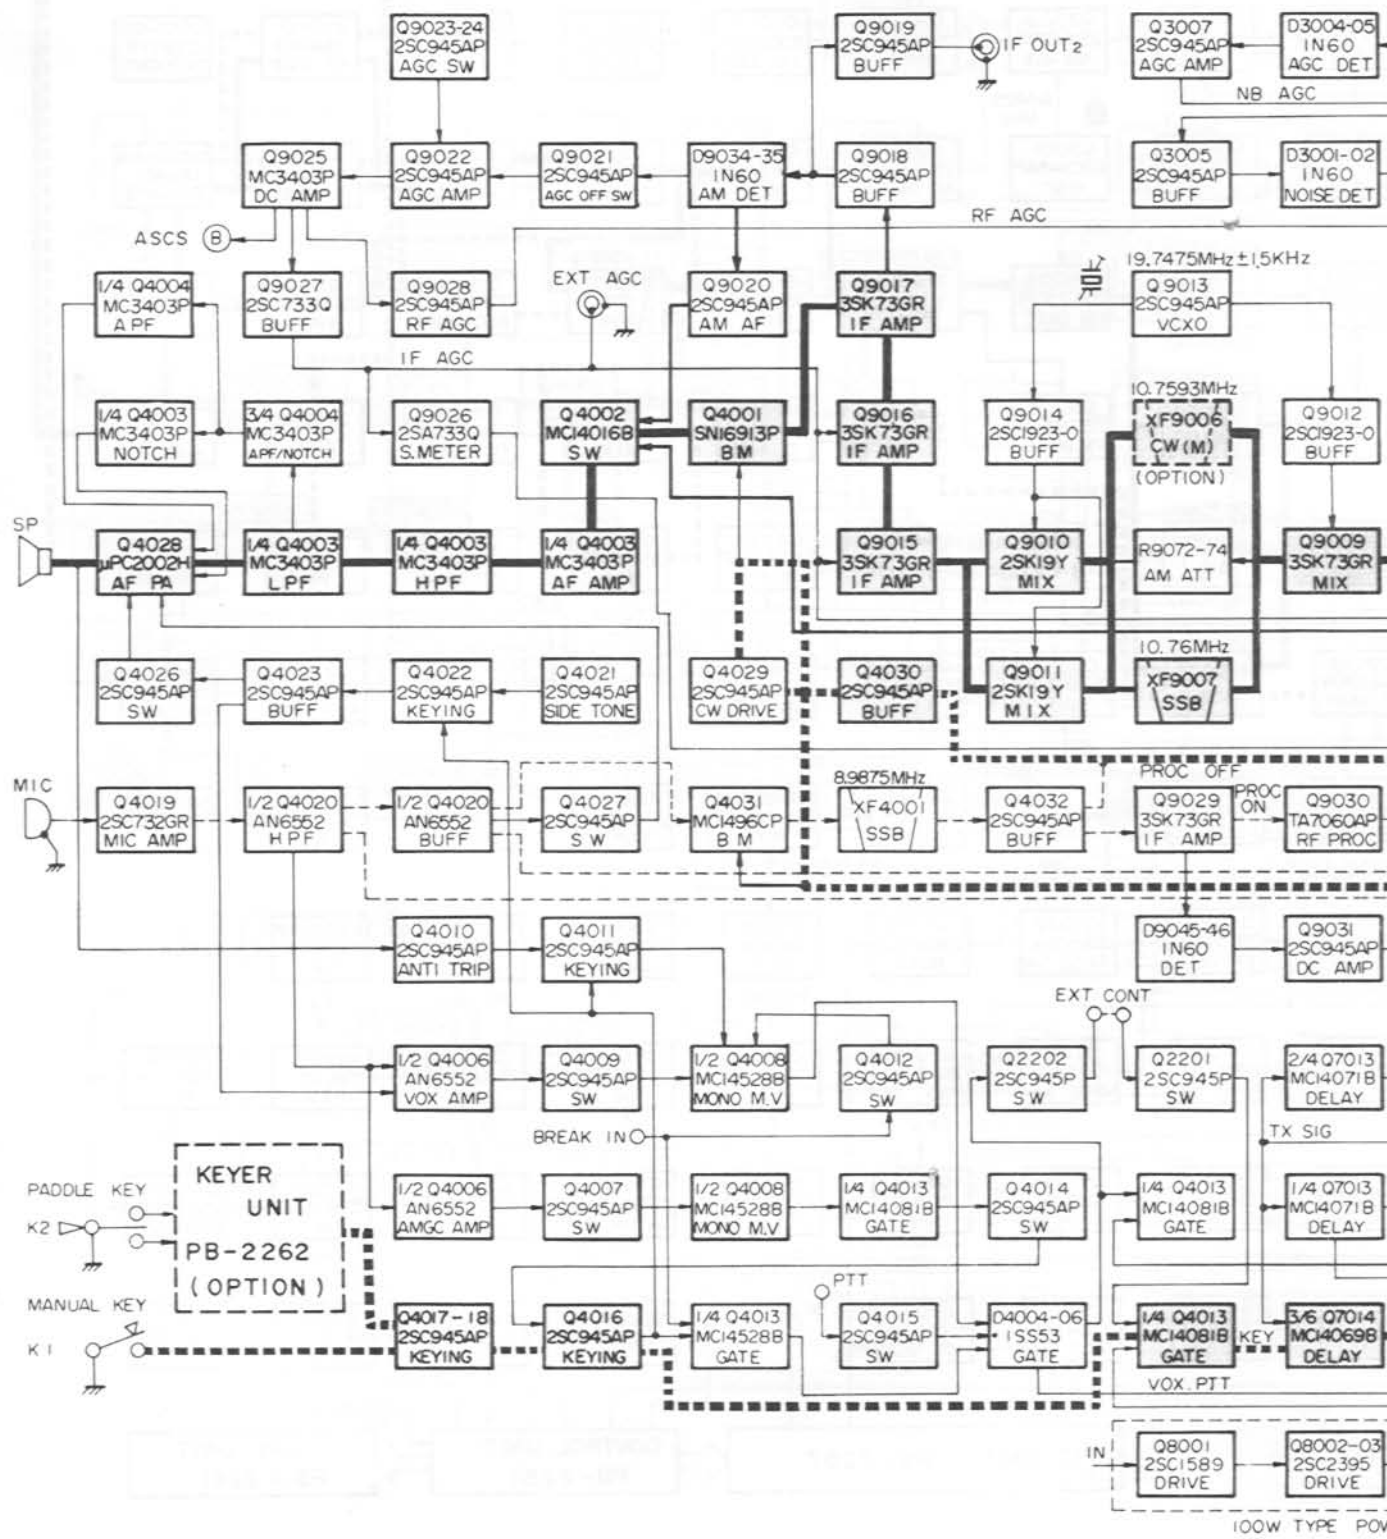 Q9023-24
2SC945AP
AGC SW
Q9019
2SC945AP
BUFF
IF OUT2
Q3007
2SC945AP
AGC AMP
D3004-05
1N60
AGC DET
NB AGC
Q9025
MC3403P
DC AMP
Q9022
2SC945AP
AGC AMP
Q9021
2SC945AP
AGC OFF SW
D9034-35
1N60
AM DET
Q9018
2SC945AP
BUFF
Q3005
2SC945AP
BUFF
D3001-02
1N60
NOISE DET
RF AGC
ASCS B
1/4 Q4004
MC3403P
APF
Q9027
2SC733Q
BUFF
Q9028
2SC945AP
RF AGC
EXT AGC
Q9020
2SC945AP
AM AF
Q9017
3SK73GR
IF AMP
19.7475MHz±1.5KHz
Q9013
2SC945AP
VCXO
IF AGC
1/4 Q4003
MC3403P
NOTCH
3/4 Q4004
MC3403P
APF/NOTCH
Q9026
2SA733Q
S.METER
Q4002
MC14016B
SW
Q4001
SN16913P
BM
Q9016
3SK73GR
IF AMP
Q9014
2SC1923-0
BUFF
10.7593MHz
XF9006
CW (M)
(OPTION)
Q9012
2SC1923-0
BUFF
SP
Q4028
μPC2002H
AF PA
1/4 Q4003
MC3403P
LPF
1/4 Q4003
MC3403P
HPF
1/4 Q4003
MC3403P
AF AMP
Q9015
3SK73GR
IF AMP
Q9010
2SK19Y
MIX
R9072-74
AM ATT
Q9009
3SK73GR
MIX
Q4026
2SC945AP
SW
Q4023
2SC945AP
BUFF
Q4022
2SC945AP
KEYING
Q4021
2SC945AP
SIDE TONE
Q4029
2SC945AP
CW DRIVE
Q4030
2SC945AP
BUFF
Q9011
2SK19Y
MIX
10.76MHz
XF9007
SSB
MIC
Q4019
2SC732GR
MIC AMP
1/2 Q4020
AN6552
HPF
1/2 Q4020
AN6552
BUFF
Q4027
2SC945AP
SW
Q4031
MC1496CP
BM
8.9875MHz
XF4001
SSB
Q4032
2SC945AP
BUFF
PROC OFF
Q9029
3SK73GR
IF AMP
PROC
ON
Q9030
TA7060AP
RF PROC
Q4010
2SC945AP
ANTI TRIP
Q4011
2SC945AP
KEYING
D9045-46
1N60
DET
Q9031
2SC945AP
DC AMP
EXT CONT
1/2 Q4006
AN6552
VOX AMP
Q4009
2SC945AP
SW
1/2 Q4008
MC14528B
MONO M.V
Q4012
2SC945AP
SW
Q2202
2SC945P
SW
Q2201
2SC945P
SW
2/4 Q7013
MC14071B
DELAY
BREAK IN
TX SIG
KEYER
UNIT
PB-2262
(OPTION)
PADDLE KEY
K2
1/2 Q4006
AN6552
AMGC AMP
Q4007
2SC945AP
SW
1/2 Q4008
MC14528B
MONO M.V
1/4 Q4013
MC14081B
GATE
Q4014
2SC945AP
SW
1/4 Q4013
MC14081B
GATE
1/4 Q7013
MC14071B
DELAY
PTT
MANUAL KEY
K1
Q4017-18
2SC945AP
KEYING
Q4016
2SC945AP
KEYING
1/4 Q4013
MC14528B
GATE
Q4015
2SC945AP
SW
D4004-06
1SS53
GATE
1/4 Q4013
MC14081B
GATE
KEY
3/6 Q7014
MC14069B
DELAY
VOX.PTT
IN
Q8001
2SC1589
DRIVE
Q8002-03
2SC2395
DRIVE
100W TYPE